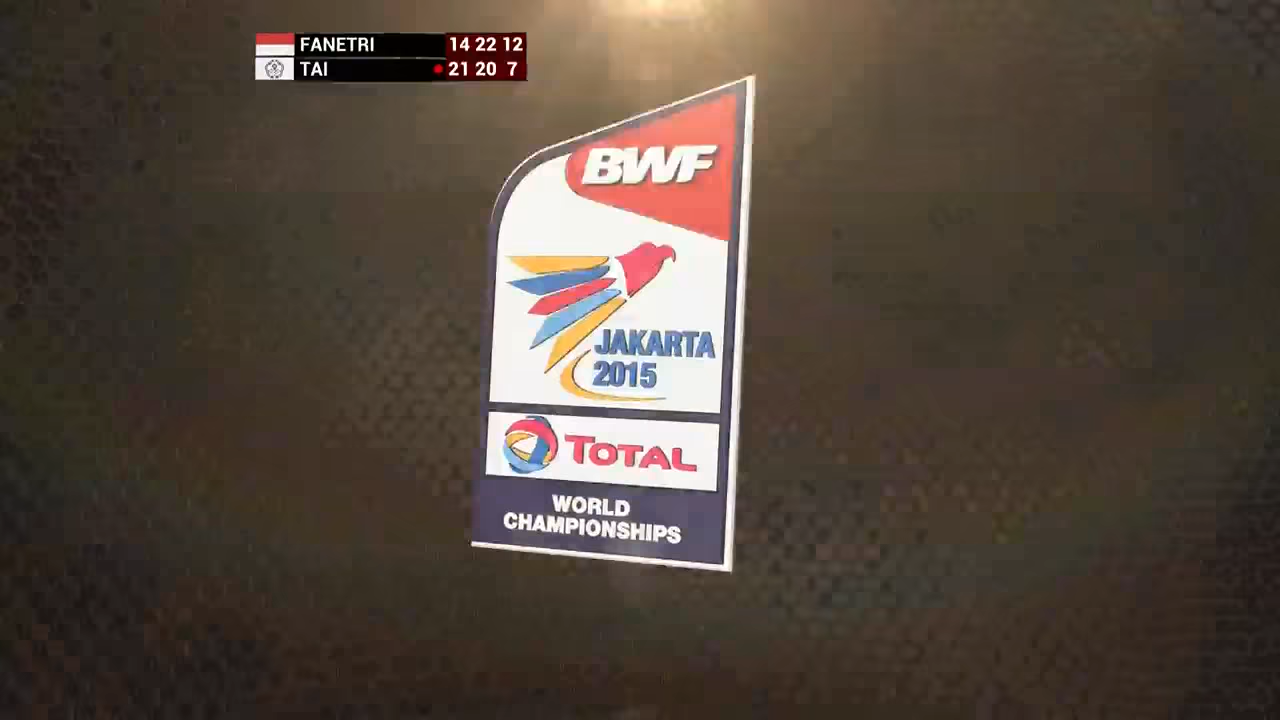 FANETRI 14 22 12
TAI 21 20 7
BWF
JAKARTA
2015
TOTAL
WORLD
CHAMPIONSHIPS